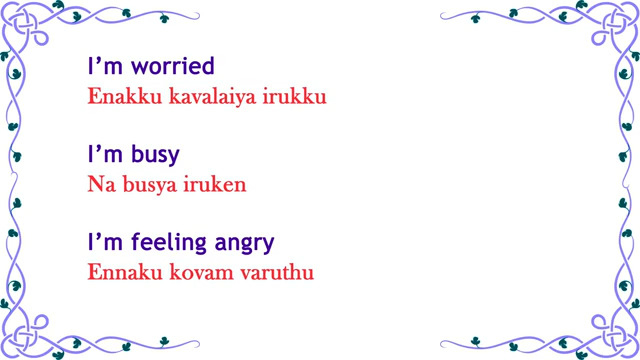 I'm worried
Enakku kavalaiya irukku
I'm busy
Na busya iruken
I'm feeling angry
Ennaku kovam varuthu